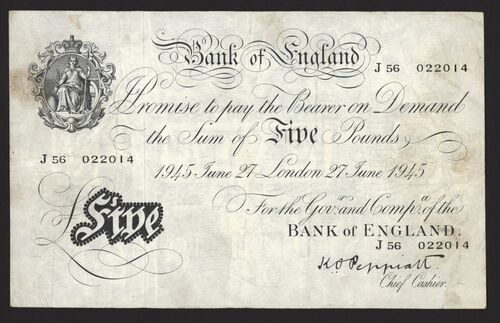 Bank of England
J 56 022014
I Promise to pay the Bearer on Demand
the Sum of Five Pounds
J 56 022014
1945 June 27 London 27 June 1945
For the Gov.r and Comp.a of the
£Five
BANK OF ENGLAND.
J 56 022014
K.O. Peppiatt.
Chief Cashier.